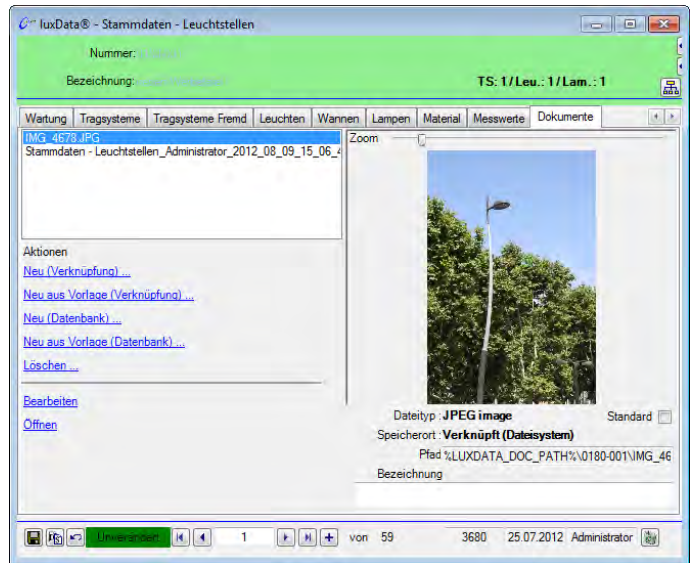 luxData® - Stammdaten - Leuchtstellen
Nummer:
Bezeichnung:
TS: 1 / Leu.: 1 / Lam.: 1
Wartung Tragsysteme Tragsysteme Fremd Leuchten Wannen Lampen Material Messwerte Dokumente
IMG_4678.JPG
Zoom
Stammdaten - Leuchtstellen_Administrator_2012_08_09_15_06_4
Aktionen
Neu (Verknüpfung) ...
Neu aus Vorlage (Verknüpfung) ...
Neu (Datenbank) ...
Neu aus Vorlage (Datenbank) ...
Löschen ...
Bearbeiten
Öffnen
Dateityp : JPEG image Standard
Speicherort : Verknüpft (Dateisystem)
Pfad %LUXDATA_DOC_PATH%\0180-001\IMG_46
Bezeichnung
Unverändert 1 von 59 3680 25.07.2012 Administrator